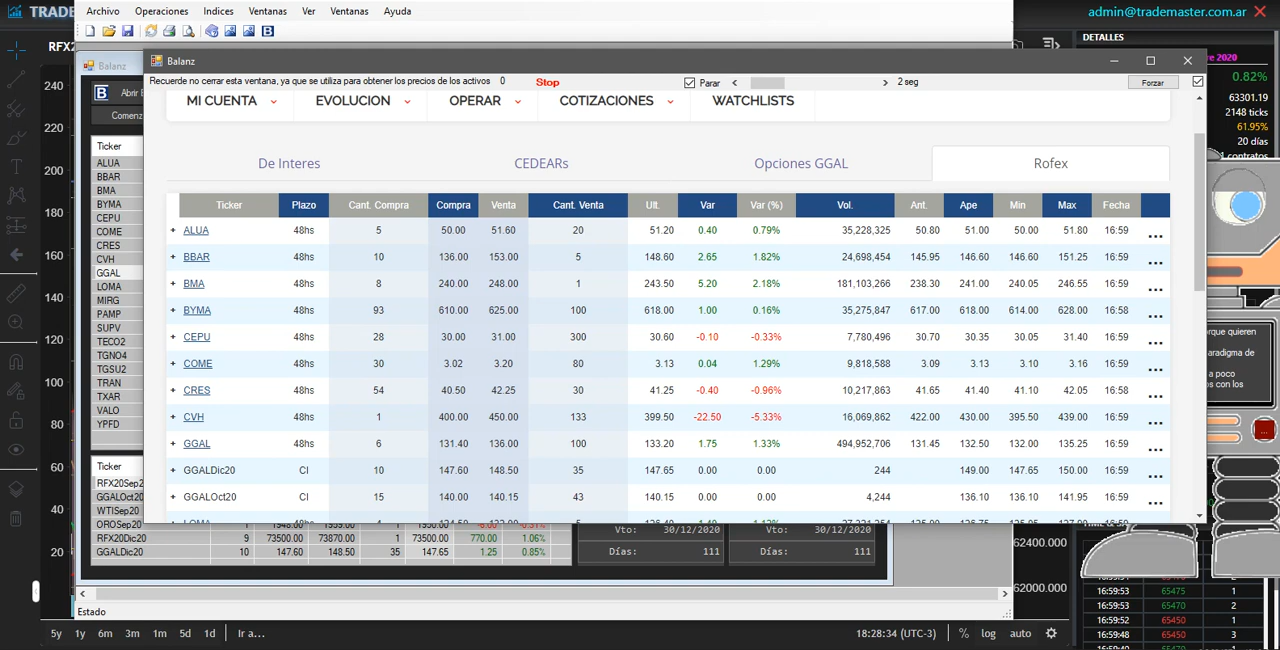 TRADE
Archivo Operaciones Indices Ventanas Ver Ventanas Ayuda
admin@trademaster.com.ar
DETALLES
RFX2
B
Balanz
Balanz
Recuerde no cerrar esta ventana, ya que se utiliza para obtener los precios de los activos 0 Stop Parar < > 2 seg Forzar
MI CUENTA EVOLUCION OPERAR COTIZACIONES WATCHLISTS
De Interes CEDEARs Opciones GGAL Rofex
Ticker Plazo Cant. Compra Compra Venta Cant. Venta Ult. Var Var (%) Vol. Ant. Ape Min Max Fecha
+ ALUA 48hs 5 50.00 51.60 20 51.20 0.40 0.79% 35,228,325 50.80 51.00 50.00 51.80 16:59 ...
+ BBAR 48hs 10 136.00 153.00 5 148.60 2.65 1.82% 24,698,454 145.95 146.60 146.60 151.25 16:59 ...
+ BMA 48hs 8 240.00 248.00 1 243.50 5.20 2.18% 181,103,266 238.30 241.00 240.05 246.55 16:59 ...
+ BYMA 48hs 93 610.00 625.00 100 618.00 1.00 0.16% 35,275,847 617.00 618.00 614.00 628.00 16:58 ...
+ CEPU 48hs 28 30.00 31.00 300 30.60 -0.10 -0.33% 7,780,496 30.70 30.35 30.05 31.40 16:59 ...
+ COME 48hs 30 3.02 3.20 80 3.13 0.04 1.29% 9,818,588 3.09 3.13 3.10 3.16 16:58 ...
+ CRES 48hs 54 40.50 42.25 30 41.25 -0.40 -0.96% 10,217,863 41.65 41.40 41.10 42.05 16:58 ...
+ CVH 48hs 1 400.00 450.00 133 399.50 -22.50 -5.33% 16,069,863 422.00 430.00 395.50 439.00 16:59 ...
+ GGAL 48hs 6 131.40 136.00 100 133.20 1.75 1.33% 494,952,706 131.45 132.50 132.00 135.25 16:59 ...
+ GGALDic20 CI 10 147.60 148.50 35 147.65 0.00 0.00 244 149.00 147.65 150.00 16:59 ...
+ GGALOct20 CI 15 140.00 140.15 43 140.15 0.00 0.00 4,244 136.10 136.10 141.95 16:59 ...
240
220
200
180
160
140
120
100
80
60
40
20
B Abrir
Comenz
Ticker
ALUA
BBAR
BMA
BYMA
CEPU
COME
CRES
CVH
GGAL
LOMA
MIRG
PAMP
SUPV
TECO2
TGNO4
TGSU2
TRAN
TXAR
VALO
YPFD
Ticker
RFX20Sep2
GGALOct20
WTISep20
OROSep20
RFX20Dic20 9 73500.00 73870.00 1 73500.00 770.00 1.06%
GGALDic20 10 147.60 148.50 35 147.65 1.25 0.85%
Vto: 30/12/2020 Vto: 30/12/2020
Días: 111 Días: 111
re 2020
0.82%
63301.19
2148 ticks
61.95%
20 días
contratos
orque quieren
aradigma de
a poco
os con los
...
62400.000
62000.000
16:59:53 65475 1
16:59:53 65470 2
16:59:52 65450 1
16:59:48 65450 3
Estado
5y 1y 6m 3m 1m 5d 1d Ir a... 18:28:34 (UTC-3) % log auto